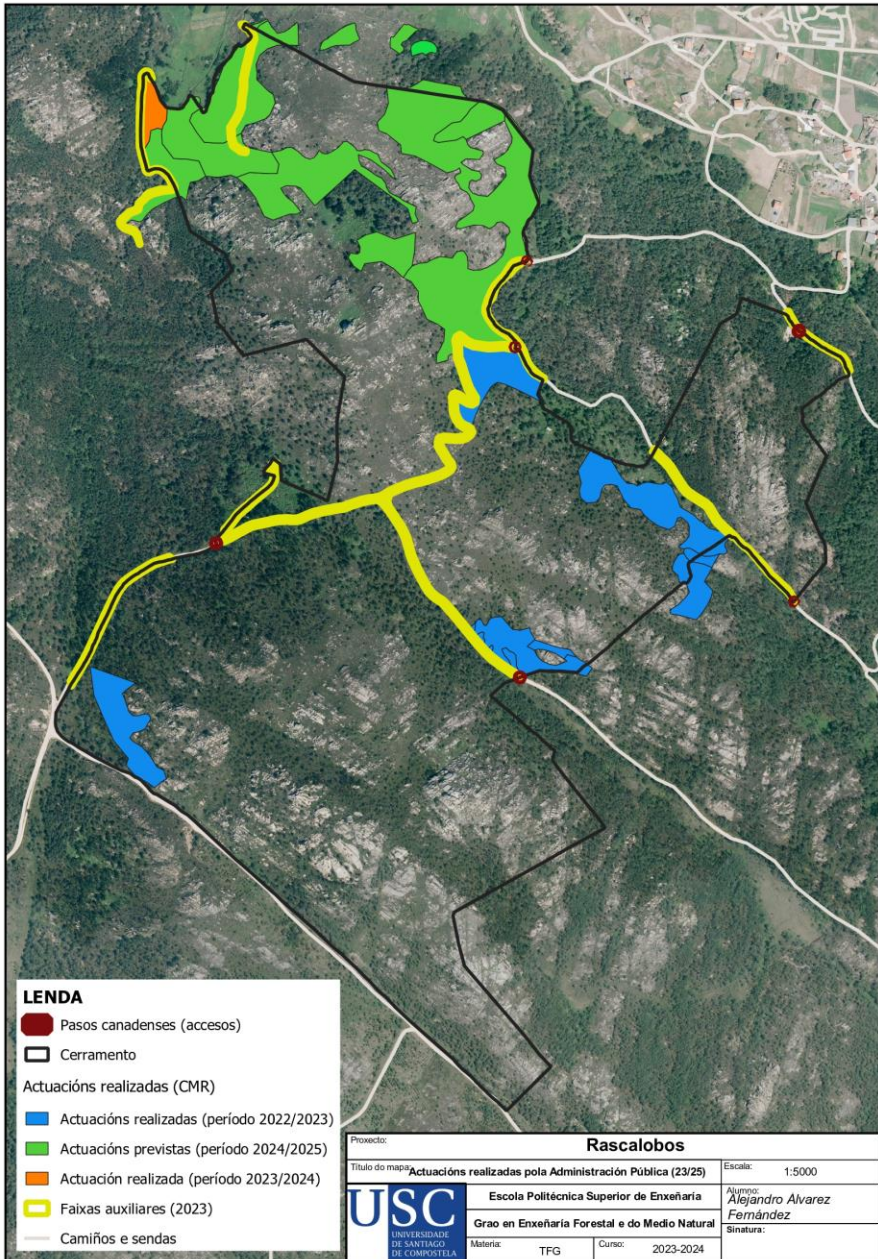 LENDA
Pasos canadenses (accesos)
Cerramento
Actuacións realizadas (CMR)
Actuacións realizadas (período 2022/2023)
Actuacións previstas (período 2024/2025)
Actuación realizada (período 2023/2024)
Faixas auxiliares (2023)
Camiños e sendas
Proxecto:
Rascalobos
Título do mapa:
Actuacións realizadas pola Administración Pública (23/25)
Escala:
1:5000
USC
UNIVERSIDADE
DE SANTIAGO
DE COMPOSTELA
Escola Politécnica Superior de Enxeñaría
Grao en Enxeñaría Forestal e do Medio Natural
Alumno:
Alejandro Álvarez
Fernández
Sinatura:
Materia:
TFG
Curso:
2023-2024